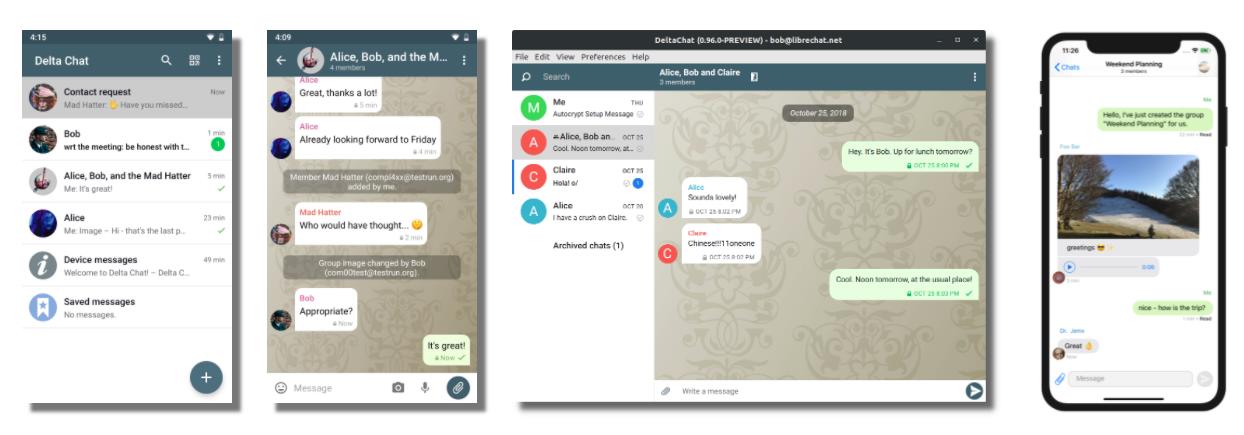 4:15
Delta Chat
Contact request
Now
Mad Hatter: 🖐 Have you missed...
Bob
1 min
wrt the meeting: be honest with t...
1
Alice, Bob, and the Mad Hatter
5 min
Me: It's great!
Alice
23 min
Me: Image – Hi - that's the last p...
Device messages
49 min
Welcome to Delta Chat! – Delta C...
Saved messages
No messages.
4:09
Alice, Bob, and the M...
4 members
Alice
Great, thanks a lot!
5 min
Alice
Already looking forward to Friday
4 min
Member Mad Hatter (compl4xx@testrun.org)
added by me.
Mad Hatter
Who would have thought... 🤔
2 min
Group image changed by Bob
(com00test@testrun.org).
Bob
Appropriate?
Now
It's great!
Now
Message
DeltaChat (0.96.0-PREVIEW) - bob@librechat.net
File Edit View Preferences Help
Search
M
Me
THU
Autocrypt Setup Message
A
Alice, Bob an...
OCT 25
Cool. Noon tomorrow, at...
C
Claire
OCT 25
Hola! o/
1
A
Alice
OCT 20
I have a crush on Claire.
Archived chats (1)
Alice, Bob and Claire
3 members
October 25, 2018
Hey. It's Bob. Up for lunch tomorrow?
OCT 25 8:00 PM
Alice
Sounds lovely!
A
OCT 25 8:02 PM
Claire
Chinese!!!11oneone
C
OCT 25 8:02 PM
Cool. Noon tomorrow, at the usual place!
OCT 25 8:03 PM
Write a message
11:26
Chats
Weekend Planning
3 members
Me
Hello, I've just created the group
"Weekend Planning" for us.
22 min • Read
Foo Bar
greetings 😎 ✨
0:06
2 min
Me
nice – how is the trip?
1 min • Read
Dr. Jamie
Great 👌
Now
Message